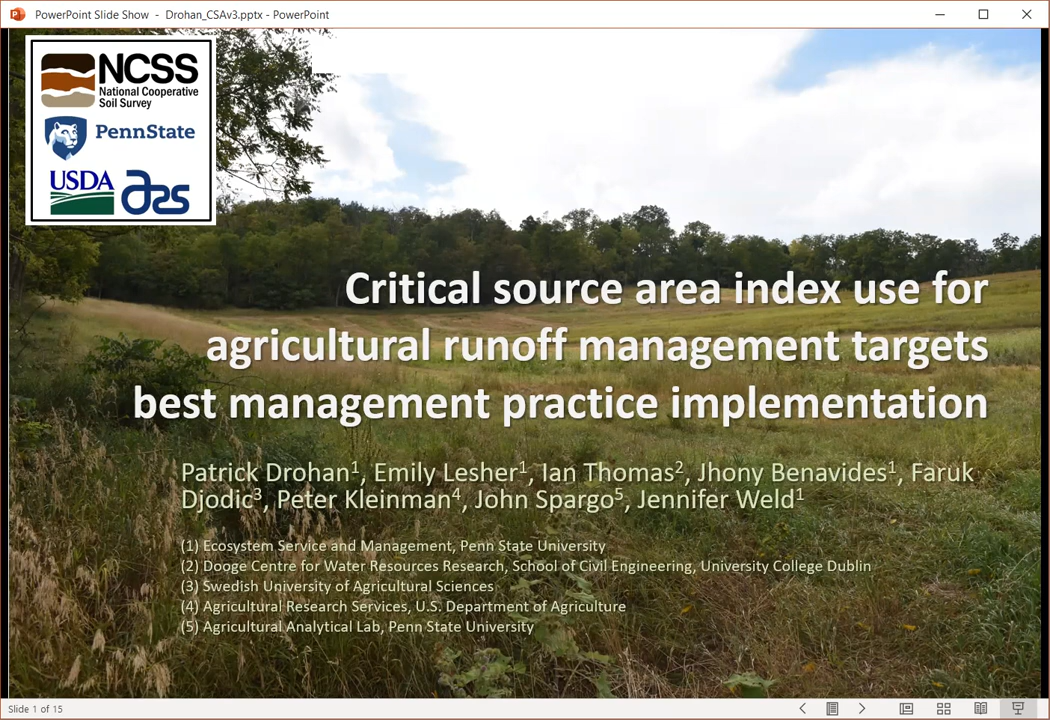 PowerPoint Slide Show - Drohan_CSAv3.pptx - PowerPoint
NCSS
National Cooperative
Soil Survey
PennState
USDA
Critical source area index use for
agricultural runoff management targets
best management practice implementation
Patrick Drohan1, Emily Lesher1, Ian Thomas2, Jhony Benavides1, Faruk
Djodic3, Peter Kleinman4, John Spargo5, Jennifer Weld1
(1) Ecosystem Service and Management, Penn State University
(2) Dooge Centre for Water Resources Research, School of Civil Engineering, University College Dublin
(3) Swedish University of Agricultural Sciences
(4) Agricultural Research Services, U.S. Department of Agriculture
(5) Agricultural Analytical Lab, Penn State University
Slide 1 of 15